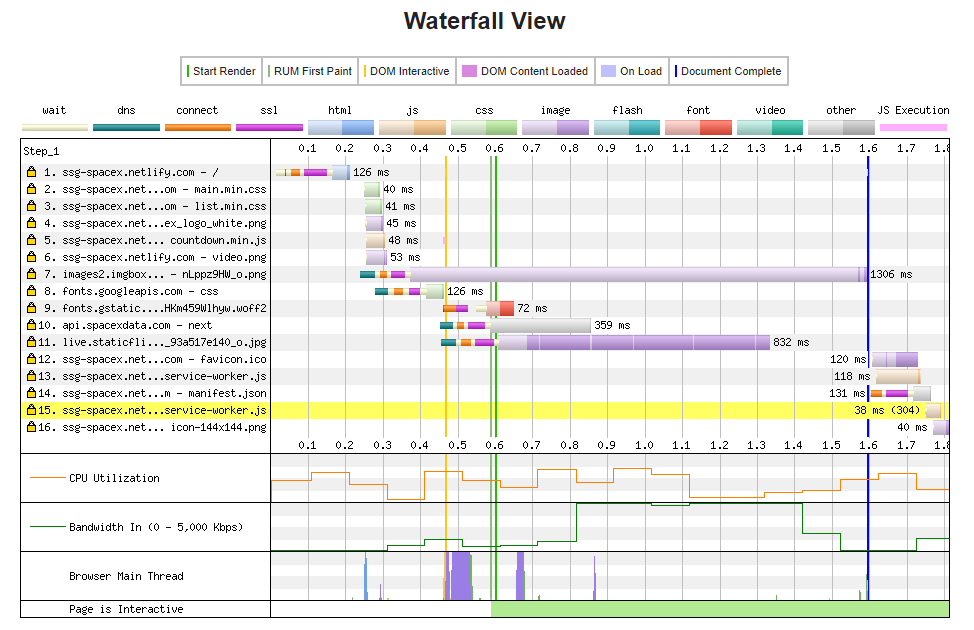 Waterfall View
Start Render RUM First Paint DOM Interactive DOM Content Loaded On Load Document Complete
wait dns connect ssl html js css image flash font video other JS Execution
Step_1 0.1 0.2 0.3 0.4 0.5 0.6 0.7 0.8 0.9 1.0 1.1 1.2 1.3 1.4 1.5 1.6 1.7 1.8
1. ssg-spacex.netlify.com - / 126 ms
2. ssg-spacex.net...om - main.min.css 40 ms
3. ssg-spacex.net...om - list.min.css 41 ms
4. ssg-spacex.net...ex_logo_white.png 45 ms
5. ssg-spacex.net... countdown.min.js 48 ms
6. ssg-spacex.netlify.com - video.png 53 ms
7. images2.imgbox... - nLppz9HW_o.png 1306 ms
8. fonts.googleapis.com - css 126 ms
9. fonts.gstatic....HKm459Wlhyw.woff2 72 ms
10. api.spacexdata.com - next 359 ms
11. live.staticfli..._93a517e140_o.jpg 832 ms
12. ssg-spacex.net...com - favicon.ico 120 ms
13. ssg-spacex.net...service-worker.js 118 ms
14. ssg-spacex.net...m - manifest.json 131 ms
15. ssg-spacex.net...service-worker.js 38 ms (304)
16. ssg-spacex.net... icon-144x144.png 40 ms
0.1 0.2 0.3 0.4 0.5 0.6 0.7 0.8 0.9 1.0 1.1 1.2 1.3 1.4 1.5 1.6 1.7 1.8
CPU Utilization
Bandwidth In (0 - 5,000 Kbps)
Browser Main Thread
Page is Interactive